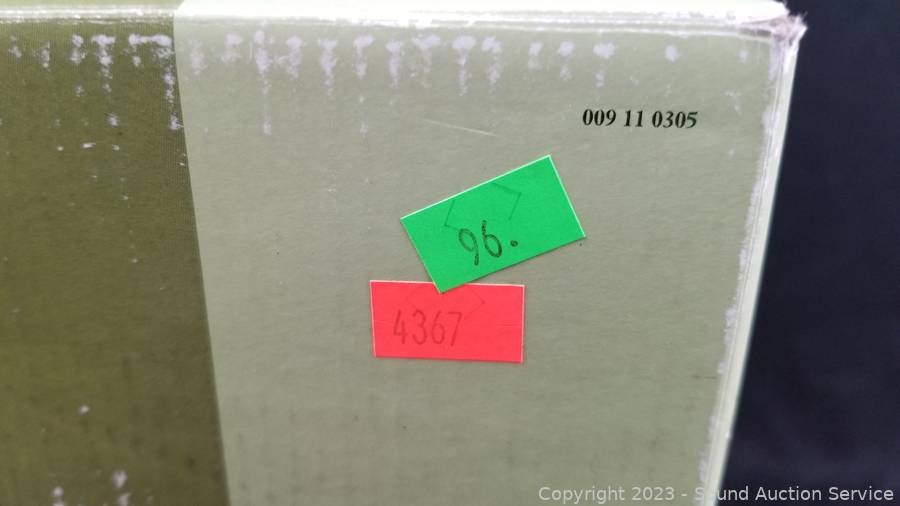 009 11 0305
96.
4367
Copyright 2023 - Sound Auction Service